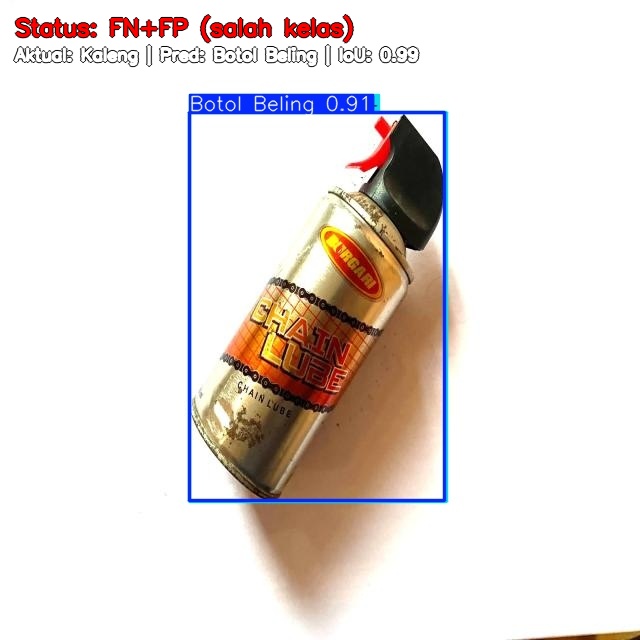 Status: FN+FP (salah kelas)
Aktual: Kaleng | Pred: Botol Beling | IoU: 0.99
Botol Beling 0.91
CHAIN
LUBE
CHAIN LUBE